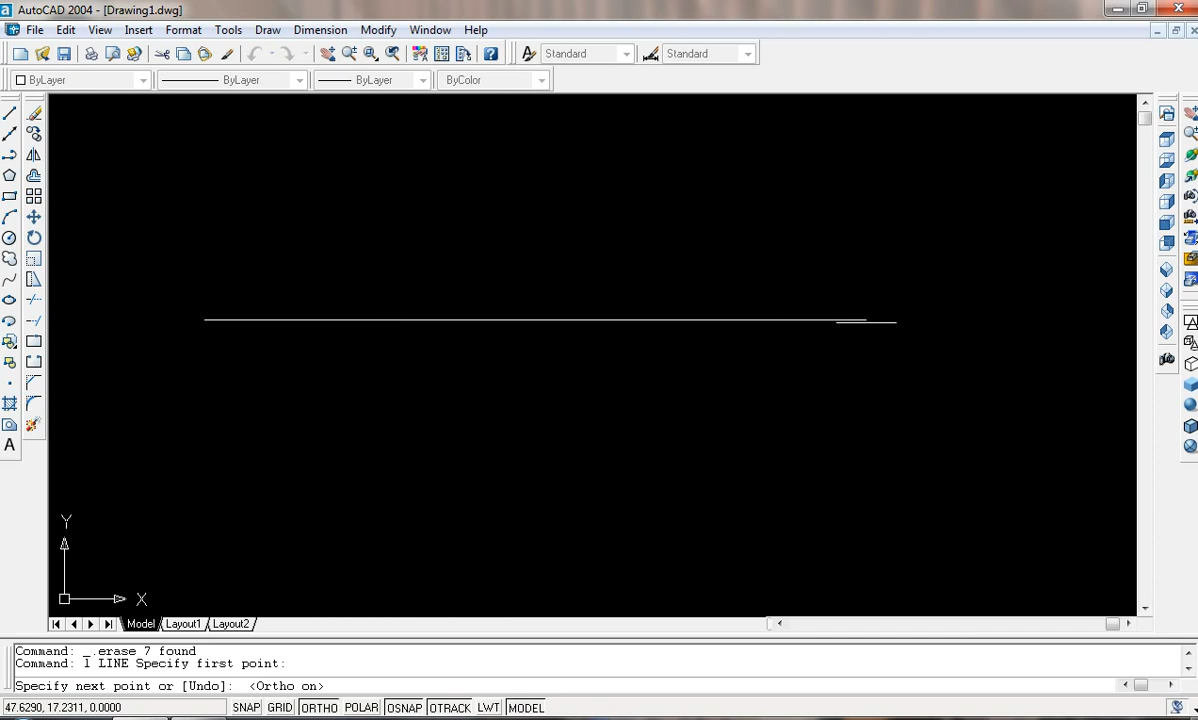 AutoCAD 2004 - [Drawing1.dwg]
File Edit View Insert Format Tools Draw Dimension Modify Window Help
Standard Standard
ByLayer ByLayer ByLayer ByColor
A
Y
X
Model Layout1 Layout2
Command: _.erase 7 found
Command: l LINE Specify first point:
Specify next point or [Undo]: <Ortho on>
47.6290, 17.2311, 0.0000 SNAP GRID ORTHO POLAR OSNAP OTRACK LWT MODEL